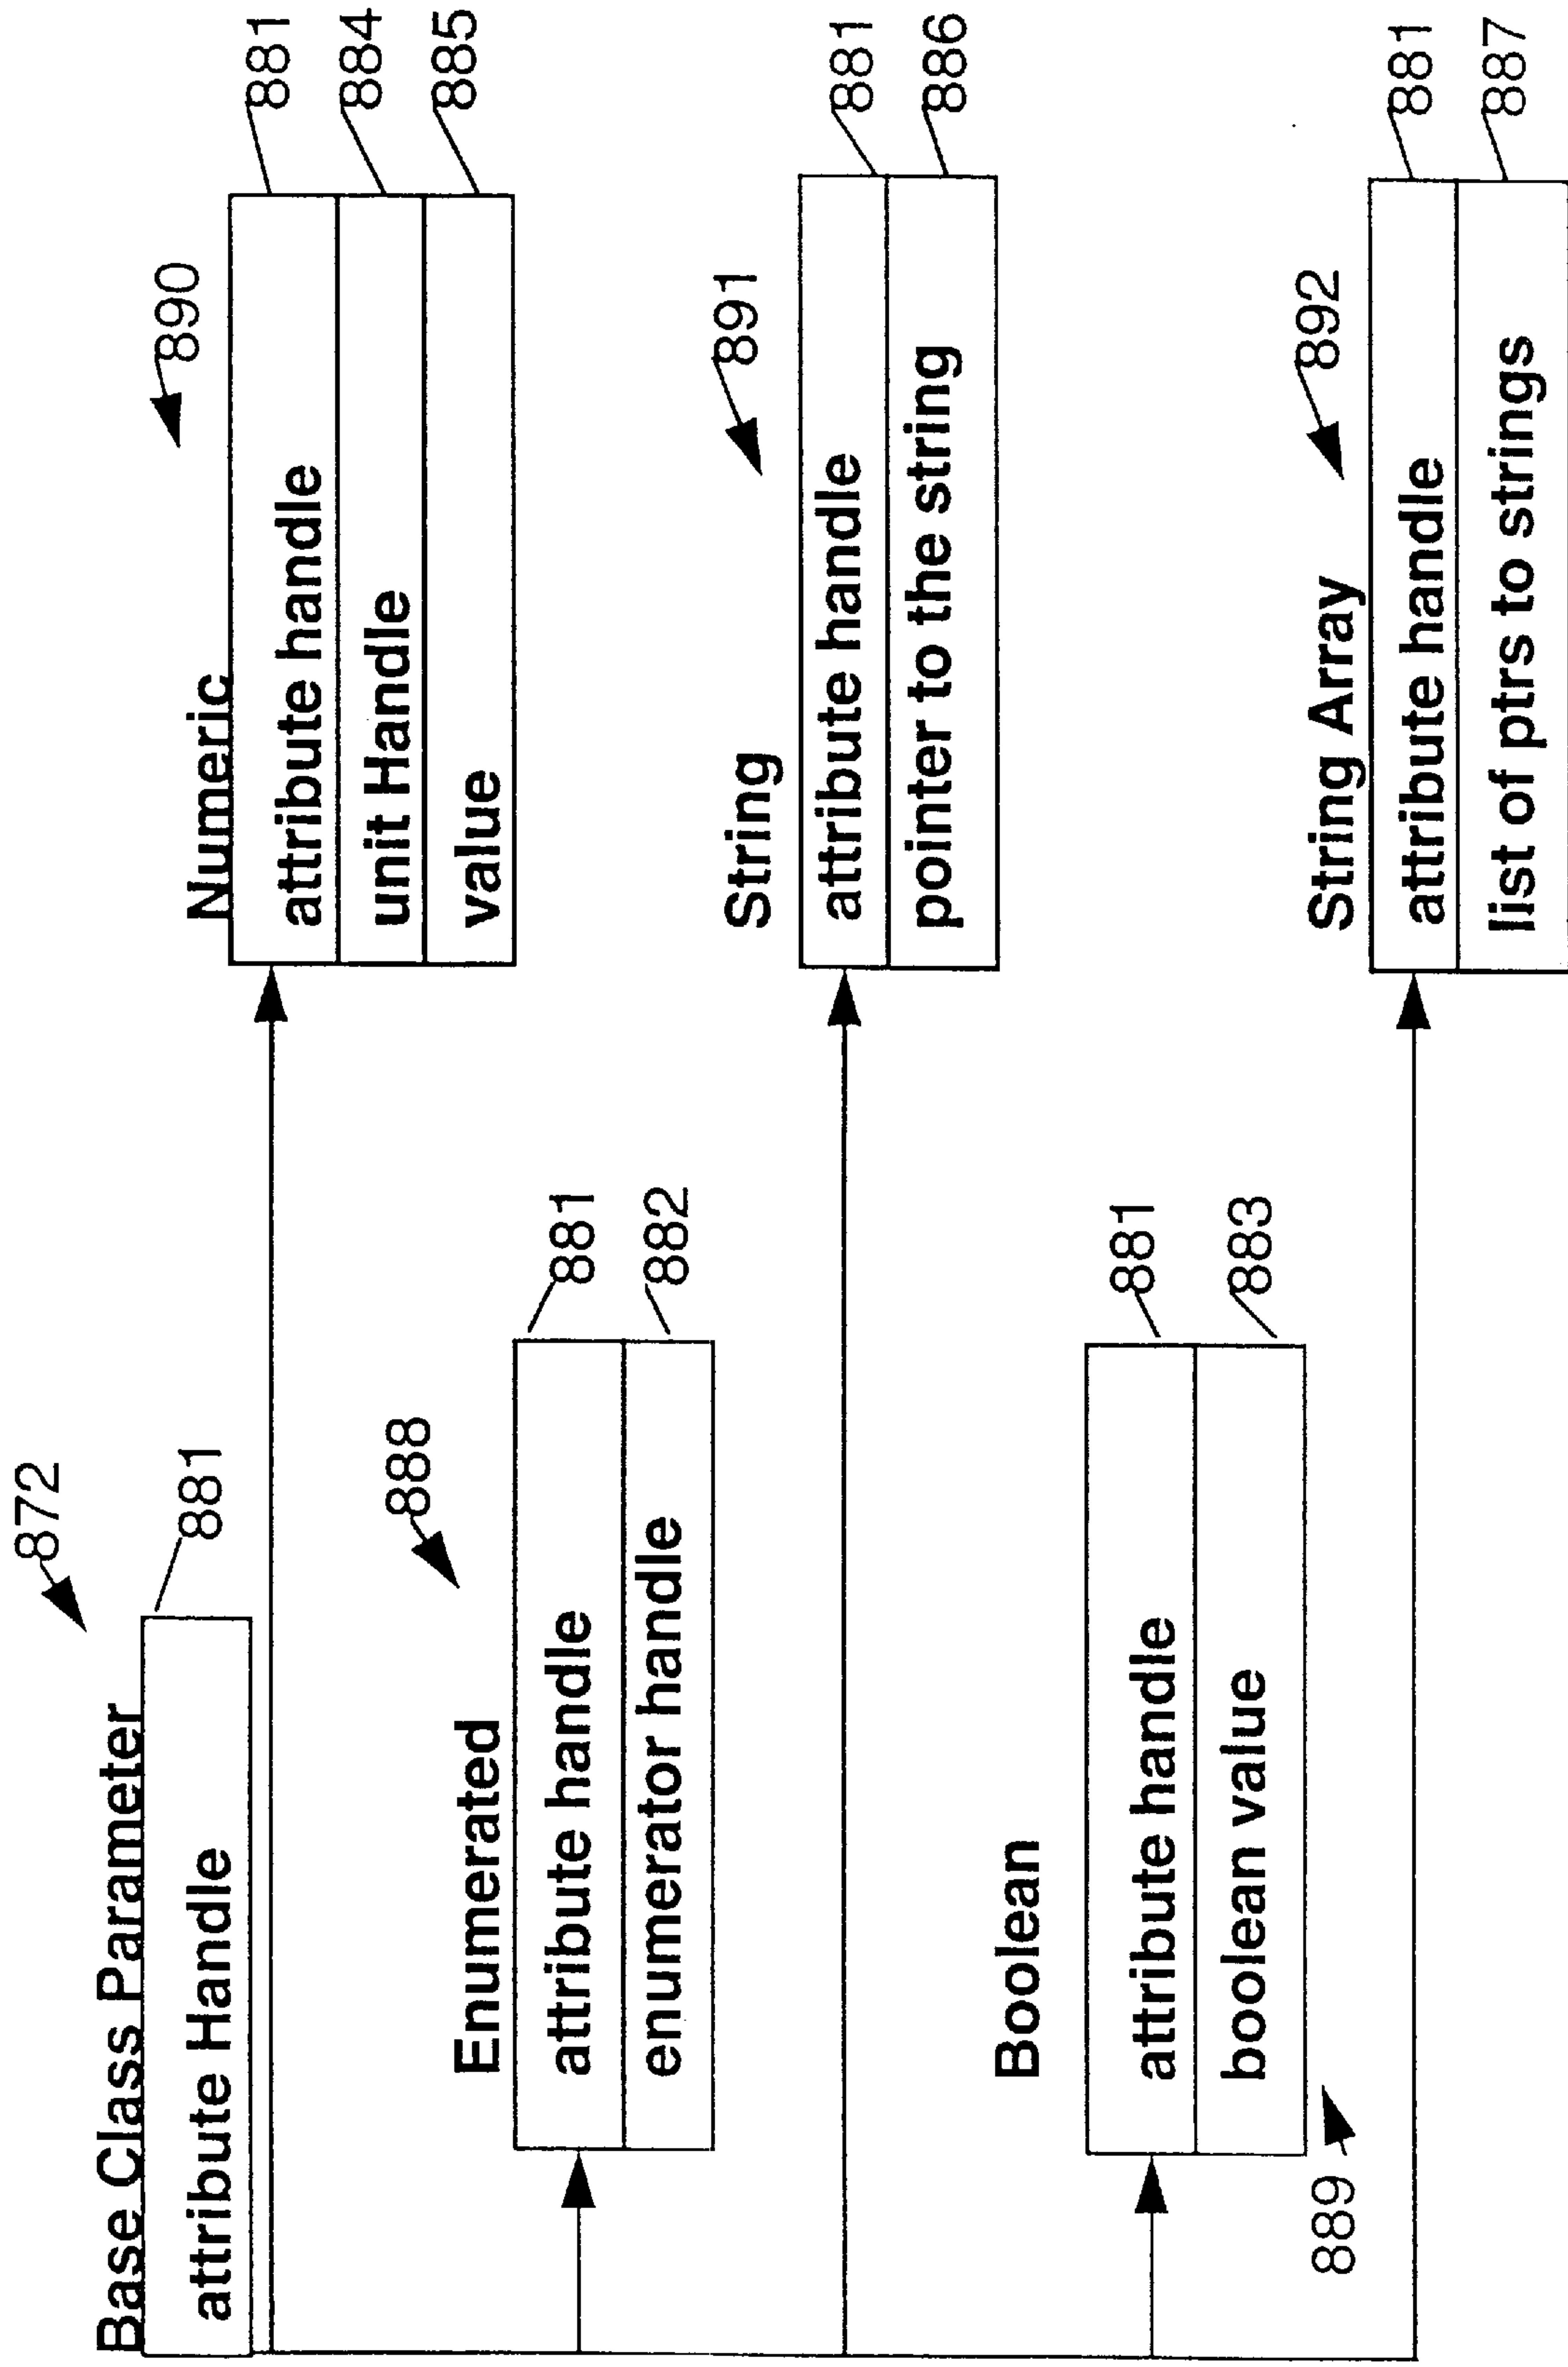 872
Base Class Parameter
881
attribute Handle
890
Numeric
attribute handle
881
unit Handle
884
value
885
888
Enumerated
attribute handle
881
enumerator handle
882
891
String
attribute handle
881
pointer to the string
886
Boolean
attribute handle
881
boolean value
883
889
892
String Array
attribute handle
881
list of ptrs to strings
887